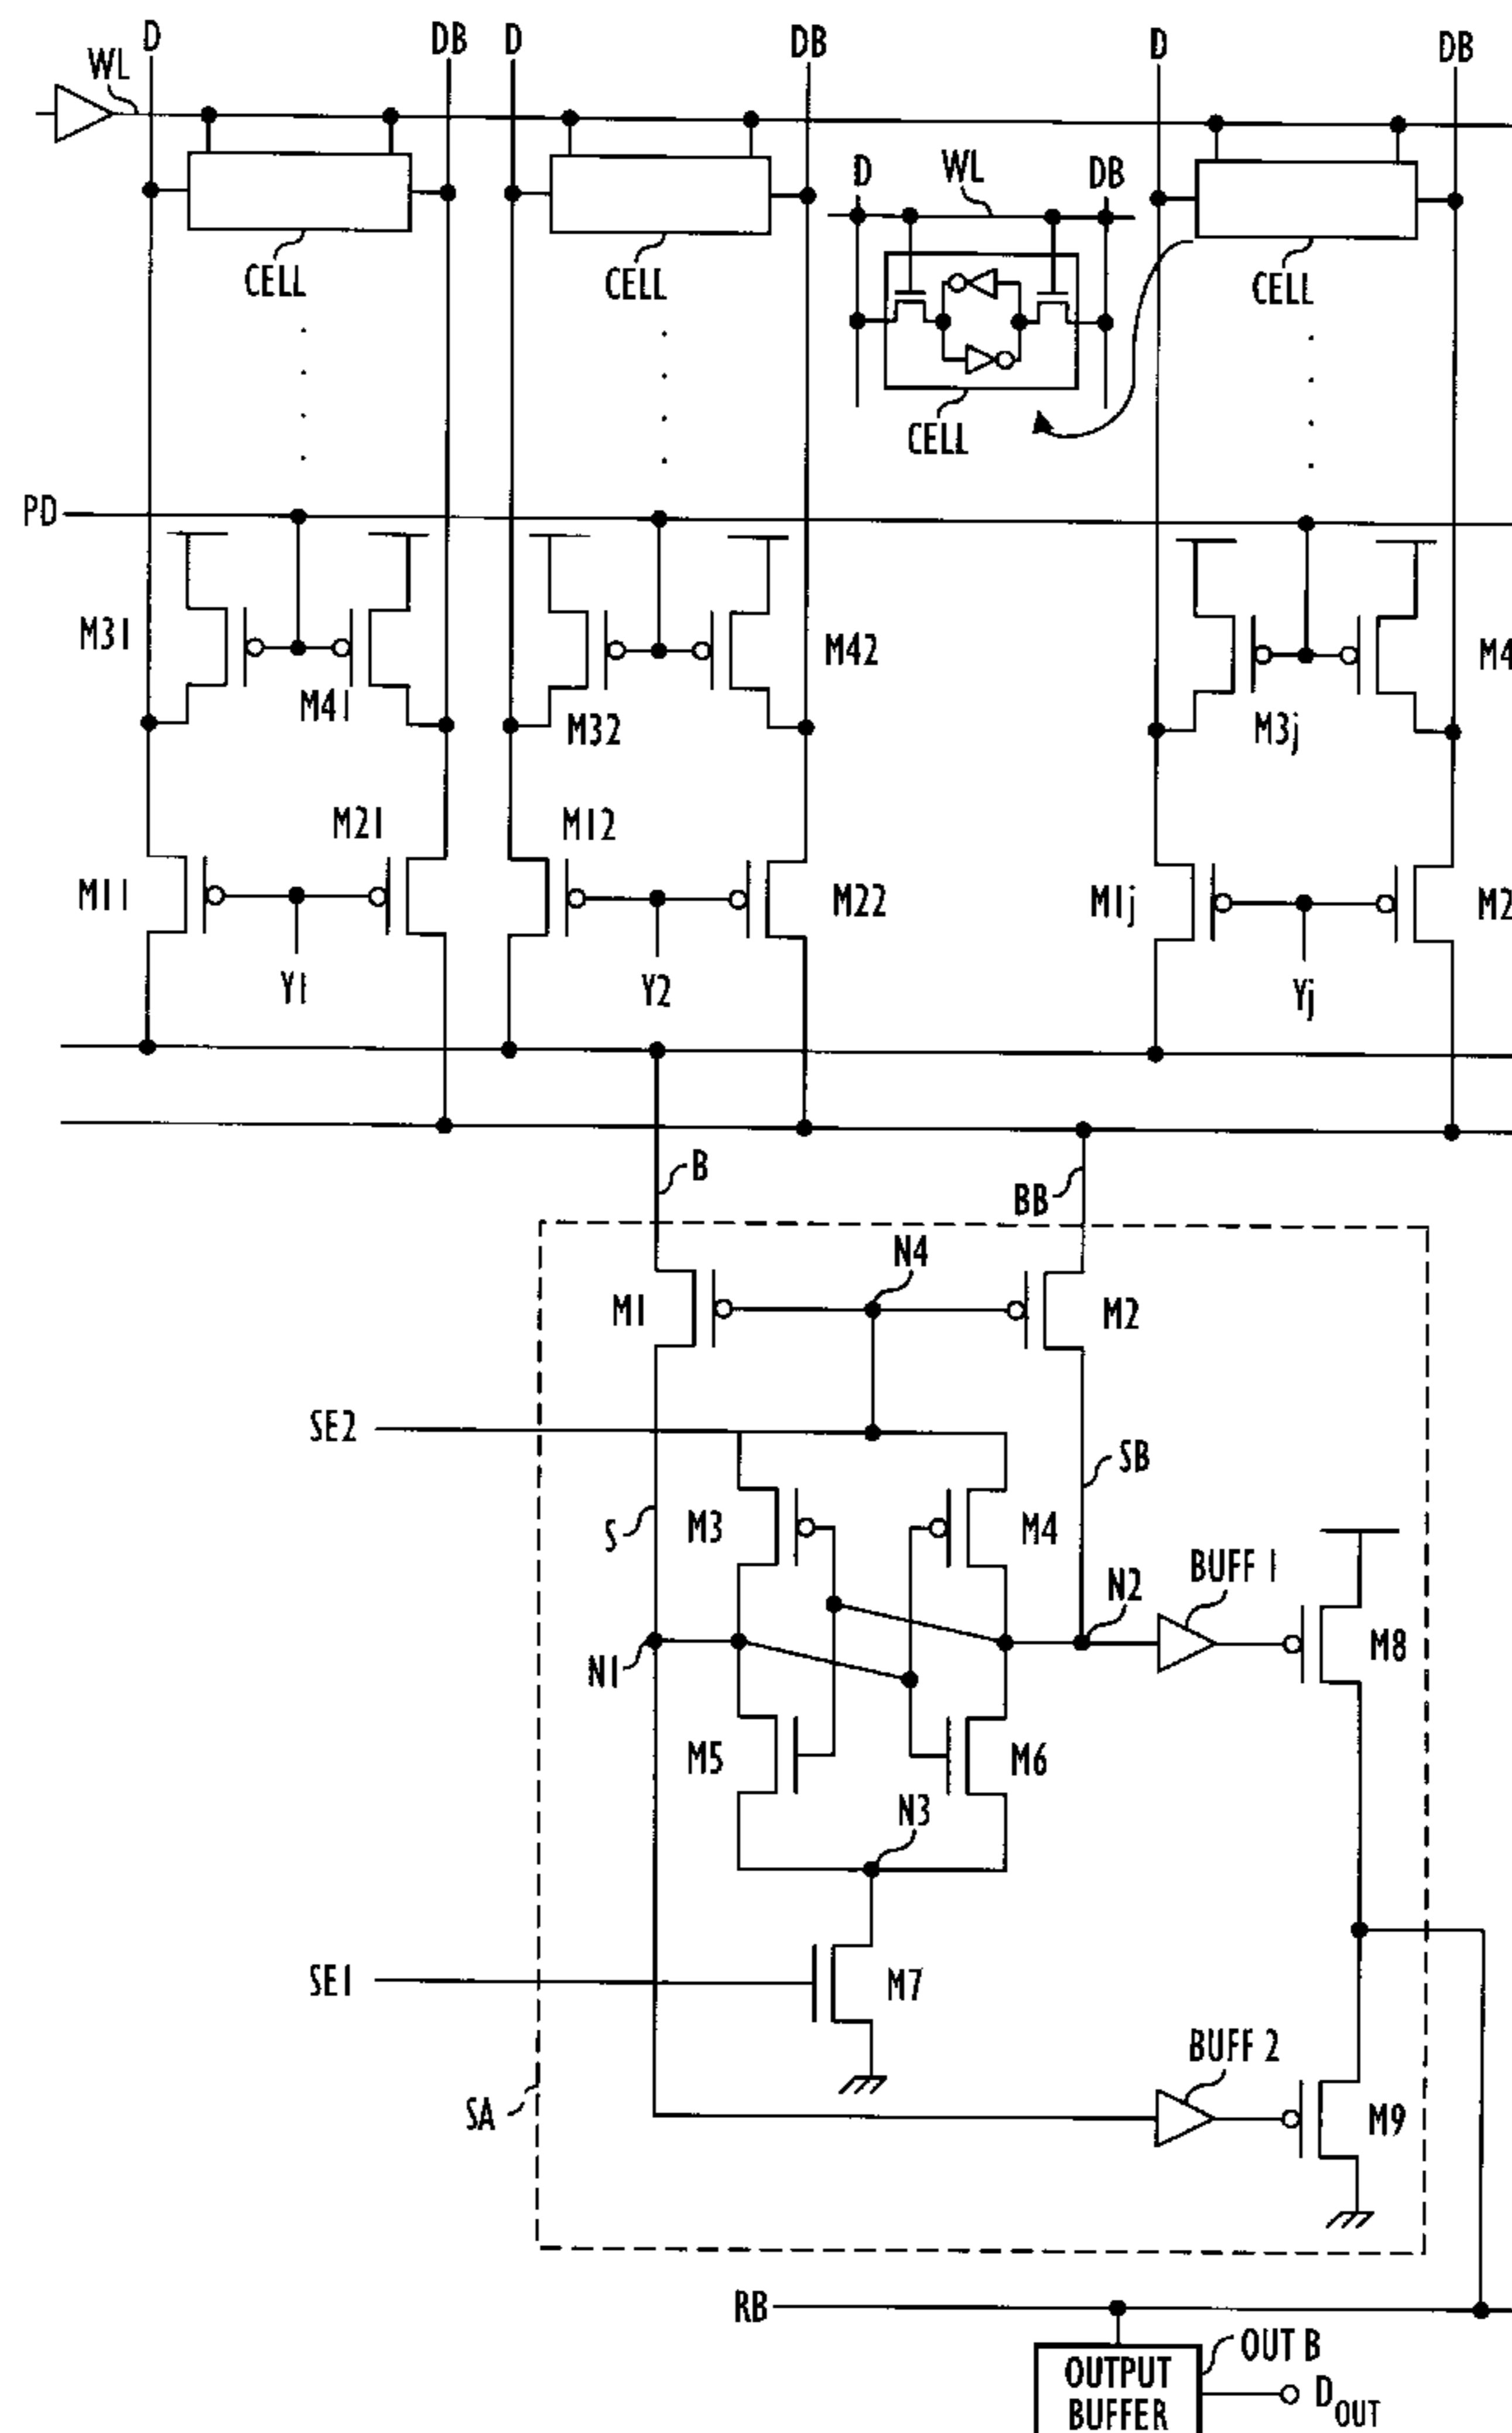 D DB D DB D DB
WL
D WL DB
CELL CELL CELL
CELL
PD
M31 M41 M32 M42 M3j M4
M11 M21 M12 M22 M1j M2
Y1 Y2 Yj
B BB
N4
M1 M2
SE2
S M3 M4 SB
N1 N2 BUFF 1
M8
M5 M6
N3
SE1 M7
BUFF 2
SA M9
RB
OUT B
OUTPUT
BUFFER
DOUT